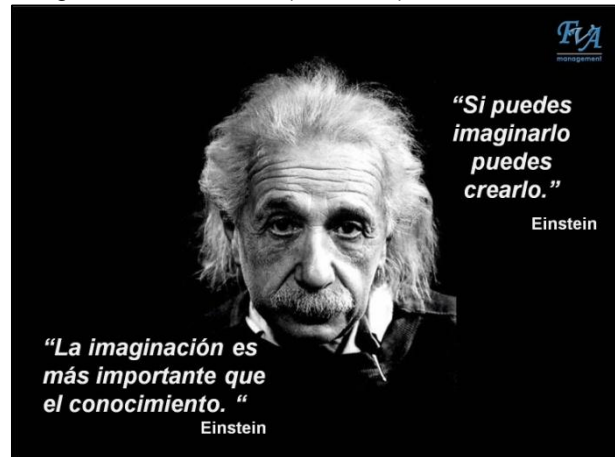 FVA
management
“Si puedes
imaginarlo
puedes
crearlo.”
Einstein
“La imaginación es
más importante que
el conocimiento. “
Einstein